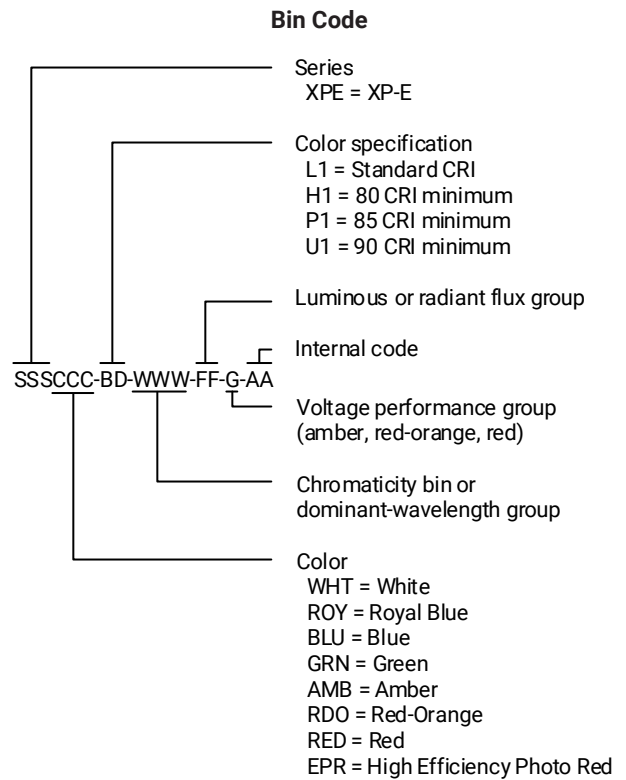 Bin Code
Series
XPE = XP-E
Color specification
L1 = Standard CRI
H1 = 80 CRI minimum
P1 = 85 CRI minimum
U1 = 90 CRI minimum
Luminous or radiant flux group
Internal code
SSSCCC-BD-WWW-FF-G-AA
Voltage performance group
(amber, red-orange, red)
Chromaticity bin or
dominant-wavelength group
Color
WHT = White
ROY = Royal Blue
BLU = Blue
GRN = Green
AMB = Amber
RDO = Red-Orange
RED = Red
EPR = High Efficiency Photo Red